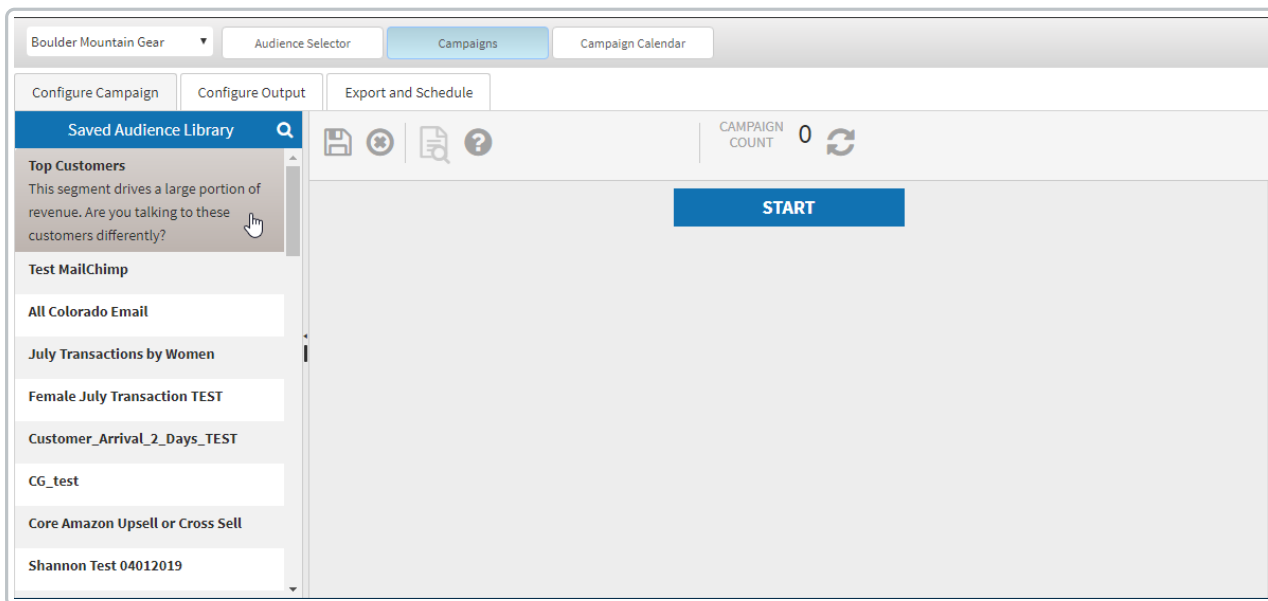 Boulder Mountain Gear
Audience Selector
Campaigns
Campaign Calendar
Configure Campaign
Configure Output
Export and Schedule
Saved Audience Library
CAMPAIGN
COUNT
0
Top Customers
This segment drives a large portion of
revenue. Are you talking to these
customers differently?
START
Test MailChimp
All Colorado Email
July Transactions by Women
Female July Transaction TEST
Customer_Arrival_2_Days_TEST
CG_test
Core Amazon Upsell or Cross Sell
Shannon Test 04012019